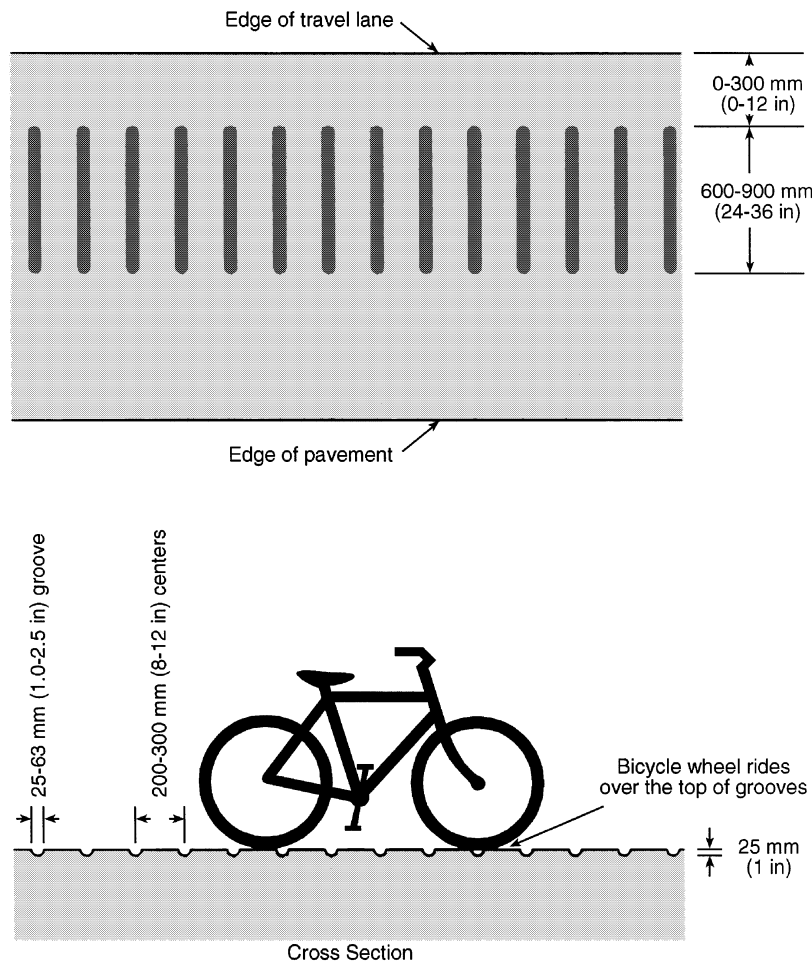 Edge of travel lane
0-300 mm
(0-12 in)
600-900 mm
(24-36 in)
Edge of pavement
25-63 mm (1.0-2.5 in) groove
200-300 mm (8-12 in) centers
Bicycle wheel rides
over the top of grooves
25 mm
(1 in)
Cross Section